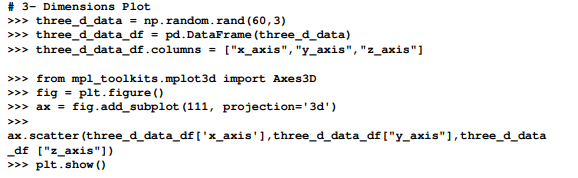 # 3- Dimensions Plot
>>> three_d_data = np.random.rand(60,3)
>>> three_d_data_df = pd.DataFrame(three_d_data)
>>> three_d_data_df.columns = ["x_axis","y_axis","z_axis"]
>>> from mpl_toolkits.mplot3d import Axes3D
>>> fig = plt.figure()
>>> ax = fig.add_subplot(111, projection='3d')
>>>
ax.scatter(three_d_data_df['x_axis'],three_d_data_df["y_axis"],three_d_data
_df ["z_axis"])
>>> plt.show()